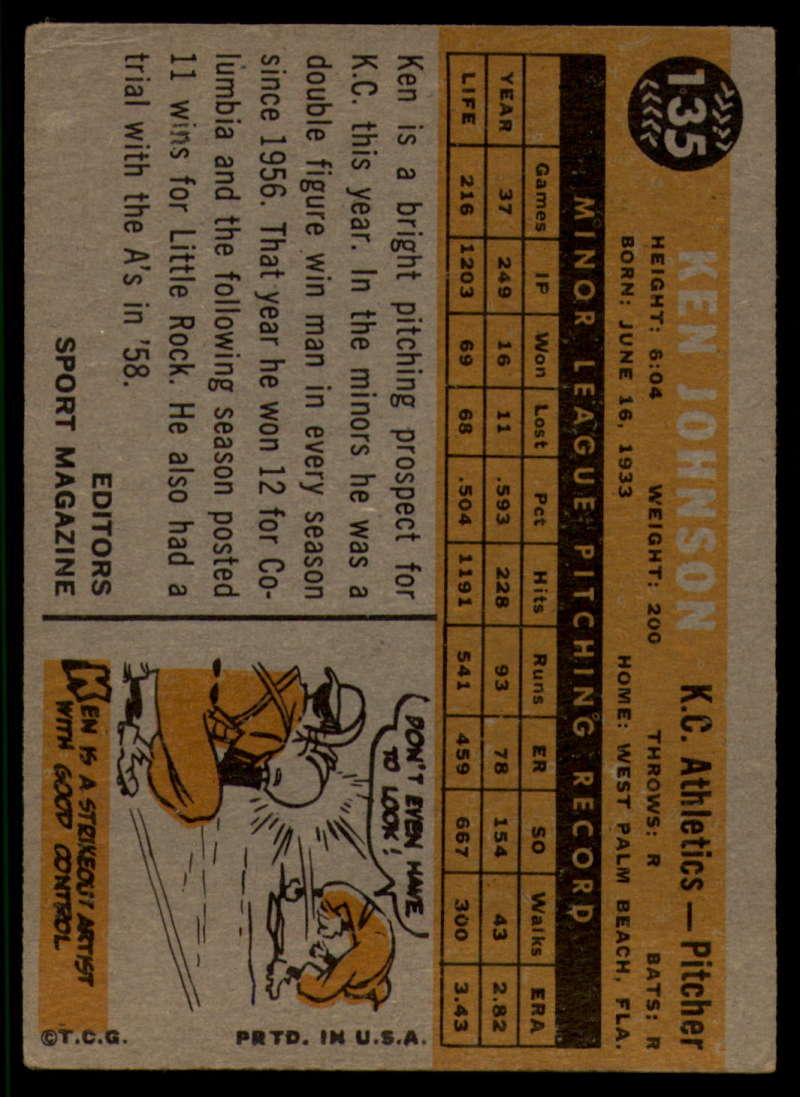 135
KEN JOHNSON K.C. Athletics — Pitcher
HEIGHT: 6:04 WEIGHT: 200 THROWS: R BATS: R
BORN: JUNE 16, 1933 HOME: WEST PALM BEACH, FLA.
MINOR LEAGUE PITCHING RECORD
Games IP Won Lost Pct Hits Runs ER SO Walks ERA
YEAR 37 249 16 11 .593 228 93 78 154 43 2.82
LIFE 216 1203 69 68 .504 1191 541 459 667 300 3.43
Ken is a bright pitching prospect for
K.C. this year. In the minors he was a
double figure win man in every season
since 1956. That year he won 12 for Co-
lumbia and the following season posted
11 wins for Little Rock. He also had a
trial with the A's in '58.
EDITORS
SPORT MAGAZINE
DON'T EVEN HAVE
TO LOOK!
KEN IS A STRIKEOUT ARTIST
WITH GOOD CONTROL
©T.C.G. PRTD. IN U.S.A.